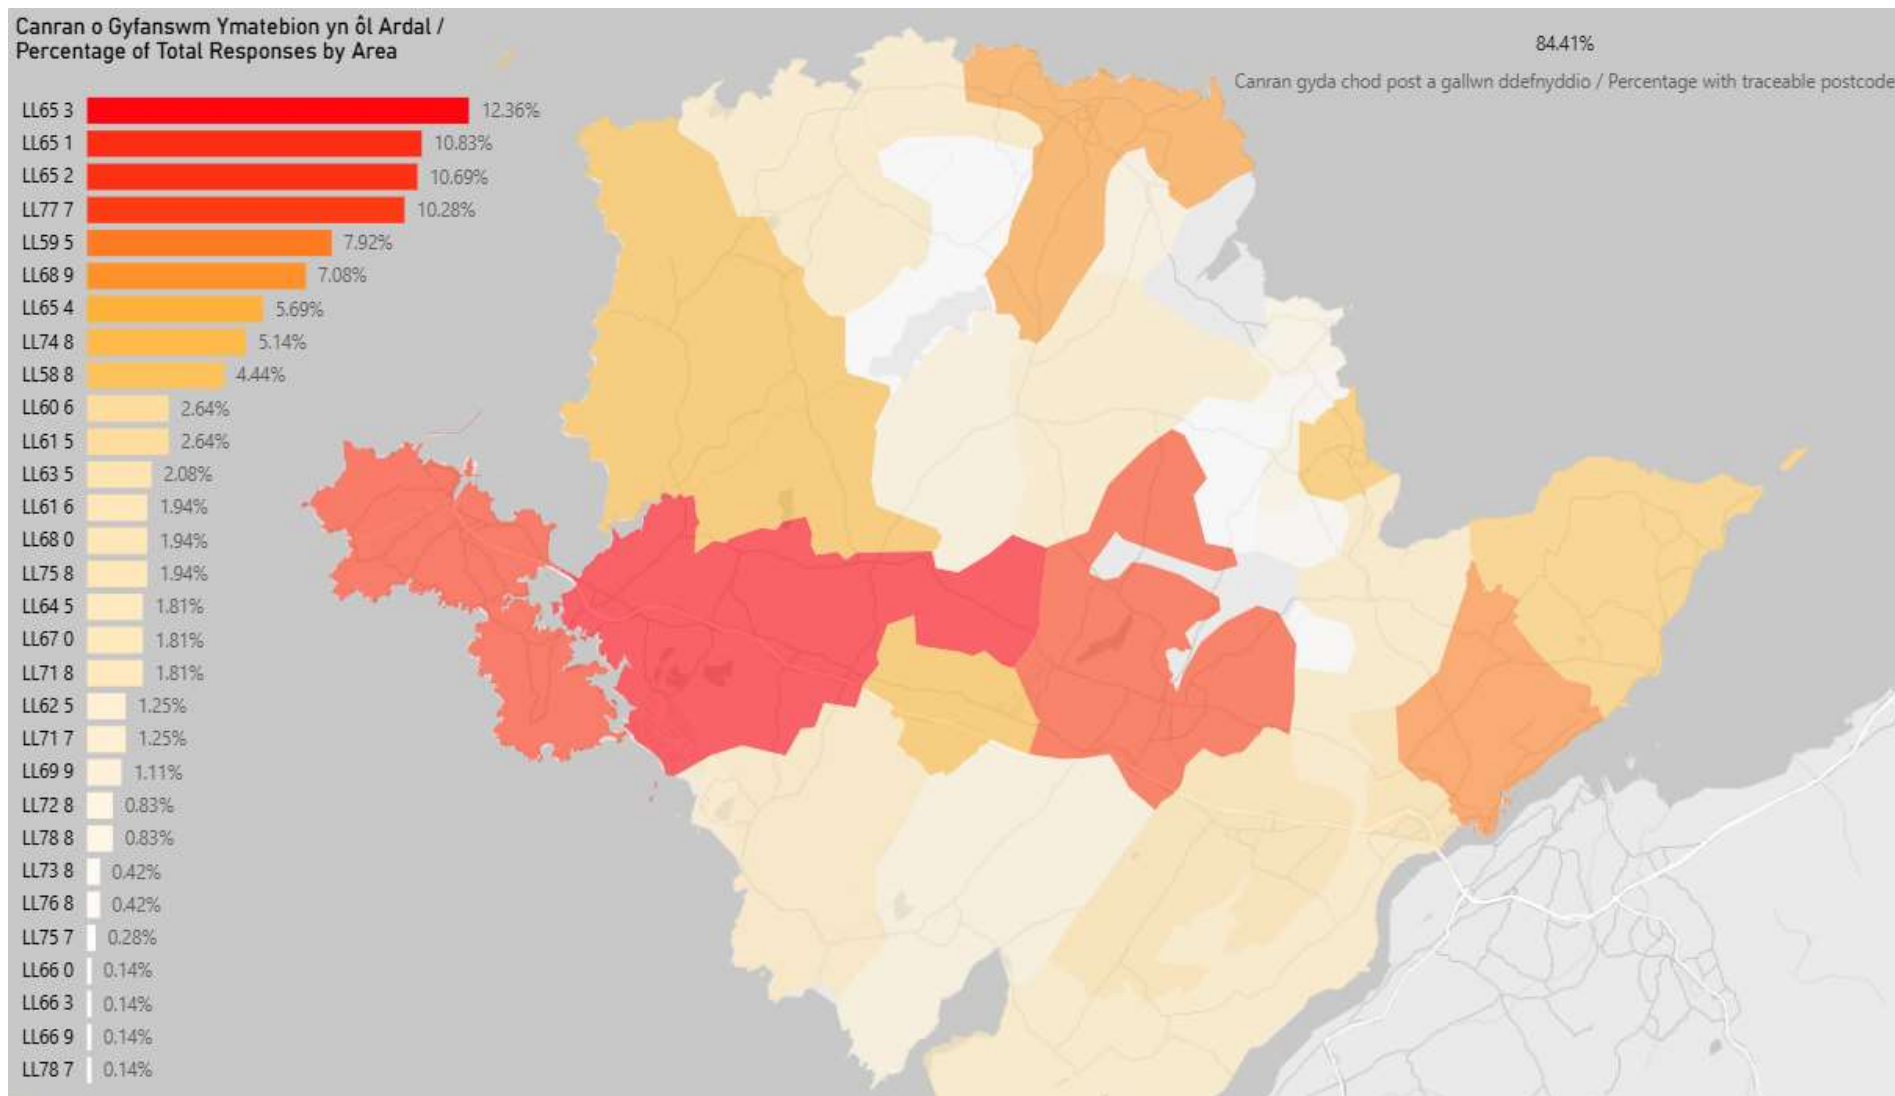 Canran o Gyfanswm Ymatebion yn ôl Ardal /
Percentage of Total Responses by Area
84.41%
Canran gyda chod post a gallwn ddefnyddio / Percentage with traceable postcode
LL65 3 12.36%
LL65 1 10.83%
LL65 2 10.69%
LL77 7 10.28%
LL59 5 7.92%
LL68 9 7.08%
LL65 4 5.69%
LL74 8 5.14%
LL58 8 4.44%
LL60 6 2.64%
LL61 5 2.64%
LL63 5 2.08%
LL61 6 1.94%
LL68 0 1.94%
LL75 8 1.94%
LL64 5 1.81%
LL67 0 1.81%
LL71 8 1.81%
LL62 5 1.25%
LL71 7 1.25%
LL69 9 1.11%
LL72 8 0.83%
LL78 8 0.83%
LL73 8 0.42%
LL76 8 0.42%
LL75 7 0.28%
LL66 0 0.14%
LL66 3 0.14%
LL66 9 0.14%
LL78 7 0.14%